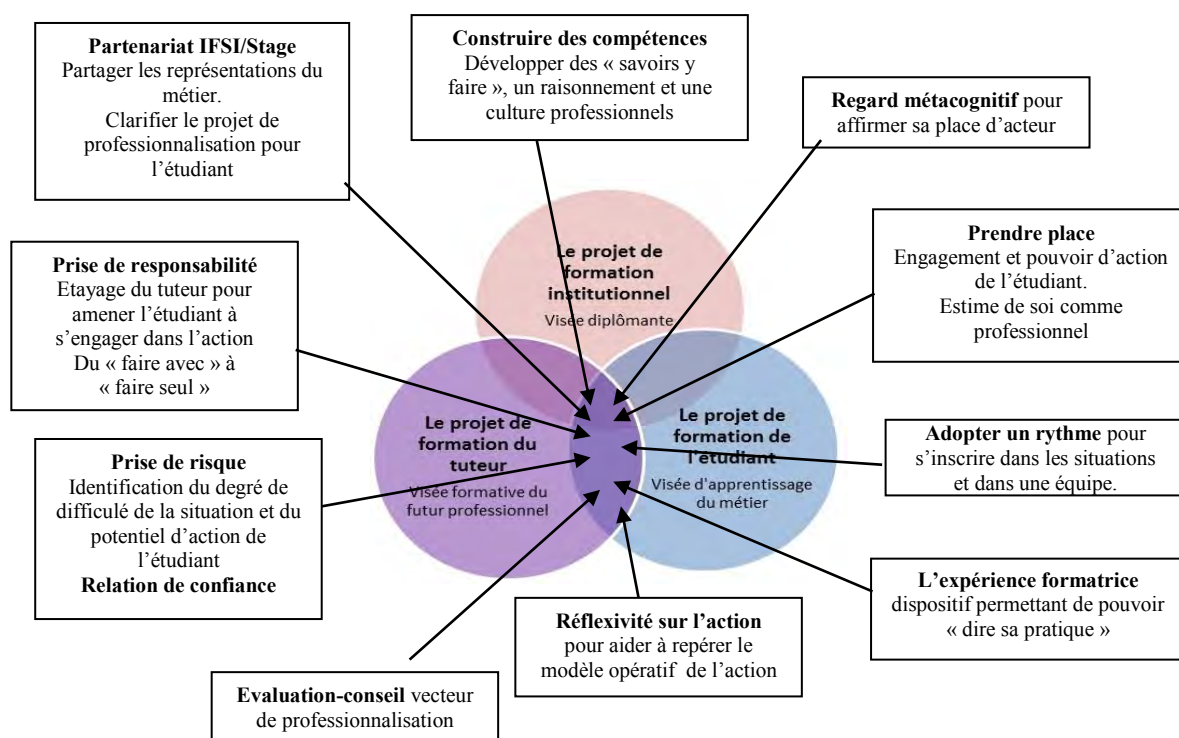 Partenariat IFSI/Stage
Partager les représentations du
métier.
Clarifier le projet de
professionnalisation pour
l’étudiant
Construire des compétences
Développer des « savoirs y
faire », un raisonnement et une
culture professionnels
Regard métacognitif pour
affirmer sa place d’acteur
Prise de responsabilité
Etayage du tuteur pour
amener l’étudiant à
s’engager dans l’action
Du « faire avec » à
« faire seul »
Le projet de
formation
institutionnel
Visée diplômante
Prendre place
Engagement et pouvoir d’action
de l’étudiant.
Estime de soi comme
professionnel
Prise de risque
Identification du degré de
difficulé de la situation et du
potentiel d’action de
l’étudiant
Relation de confiance
Le projet de
formation du
tuteur
Visée formative du
futur professionnel
Le projet de
formation de
l'étudiant
Visée d'apprentissage
du métier
Adopter un rythme pour
s’inscrire dans les situations
et dans une équipe.
L’expérience formatrice
dispositif permettant de pouvoir
« dire sa pratique »
Réflexivité sur l’action
pour aider à repérer le
modèle opératif de l’action
Evaluation-conseil vecteur
de professionnalisation